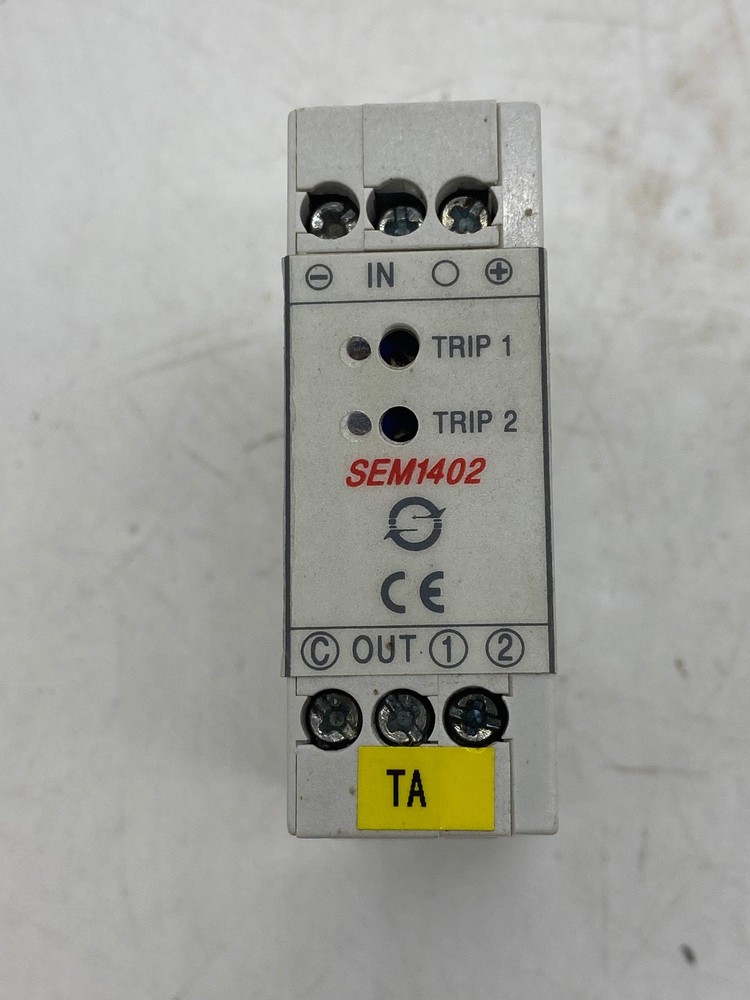 ⊖ IN ○ ⊕
TRIP 1
TRIP 2
SEM1402
CE
Ⓒ OUT ① ②
TA